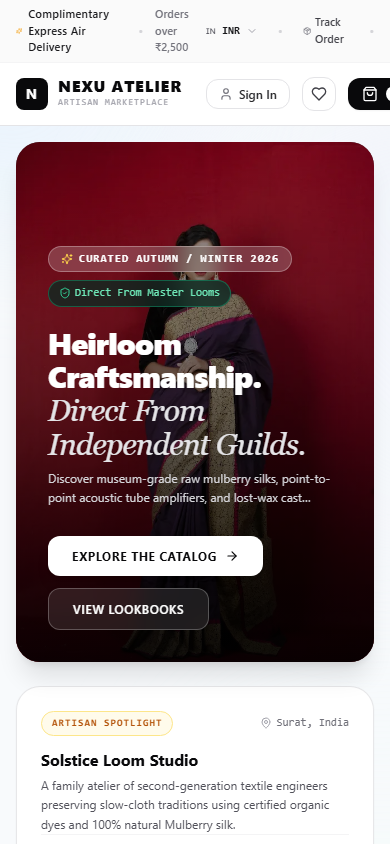 Complimentary
Express Air
Delivery
Orders
over
₹2,500
IN INR
Track
Order
N
NEXU ATELIER
ARTISAN MARKETPLACE
Sign In
CURATED AUTUMN / WINTER 2026
Direct From Master Looms
Heirloom
Craftsmanship.
Direct From
Independent Guilds.
Discover museum-grade raw mulberry silks, point-to-
point acoustic tube amplifiers, and lost-wax cast...
EXPLORE THE CATALOG
VIEW LOOKBOOKS
ARTISAN SPOTLIGHT
Surat, India
Solstice Loom Studio
A family atelier of second-generation textile engineers
preserving slow-cloth traditions using certified organic
dyes and 100% natural Mulberry silk.